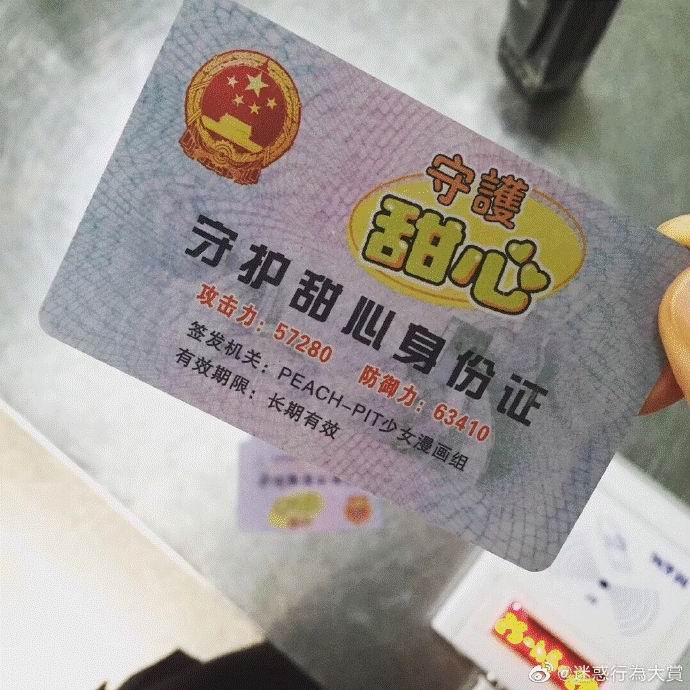 守護
甜心
守护甜心身份证
攻击力：57280 防御力：63410
签发机关：PEACH-PIT少女漫画组
有效期限：长期有效
@迷惑行為大賞